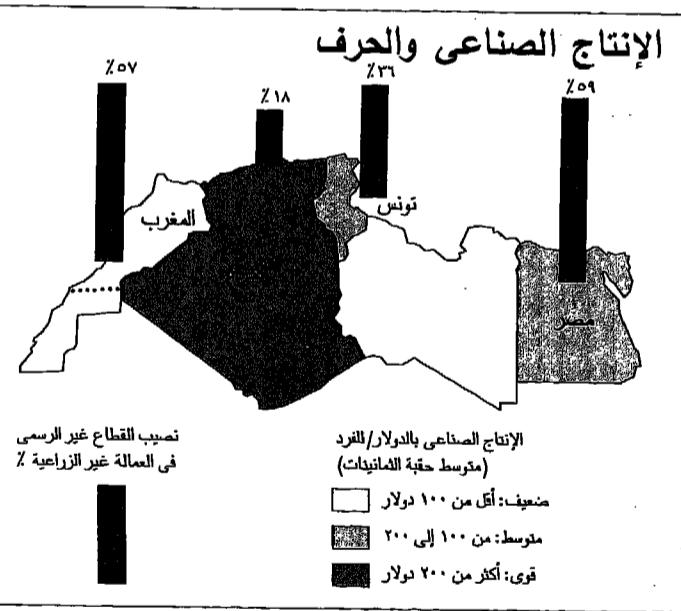 الإنتاج الصناعى والحرف
٪٥٧
٪١٨
٪٣٦
٪٥٩
المغرب
تونس
مصر
الإنتاج الصناعى بالدولار/للفرد
(متوسط حقبة الثمانينات)
ضعيف: أقل من ١٠٠ دولار
متوسط: من ١٠٠ إلى ٢٠٠
قوى: أكثر من ٢٠٠ دولار
نصيب القطاع غير الرسمى
فى العمالة غير الزراعية ٪